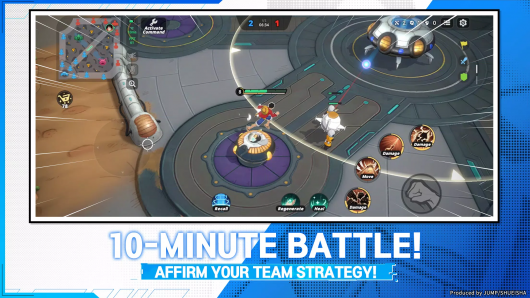 Activate
Command
2
1
Damage
Damage
Move
Damage
Recall
Regenerate
Heal
10-MINUTE BATTLE!
AFFIRM YOUR TEAM STRATEGY!
Produced by JUMP/SHUEISHA